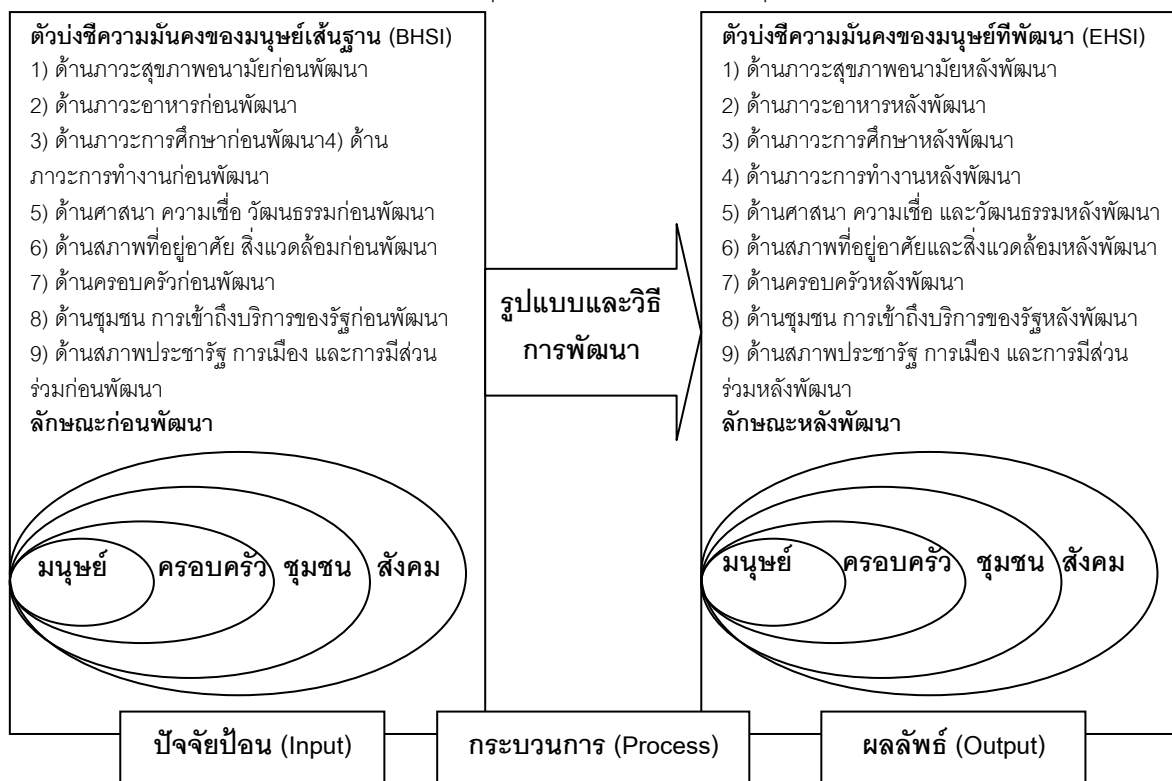 ตัวบ่งชี้ความมั่นคงของมนุษย์เส้นฐาน (BHSI)
1) ด้านภาวะสุขภาพอนามัยก่อนพัฒนา
2) ด้านภาวะอาหารก่อนพัฒนา
3) ด้านภาวะการศึกษาก่อนพัฒนา4) ด้าน
ภาวะการทำงานก่อนพัฒนา
5) ด้านศาสนา ความเชื่อ วัฒนธรรมก่อนพัฒนา
6) ด้านสภาพที่อยู่อาศัย สิ่งแวดล้อมก่อนพัฒนา
7) ด้านครอบครัวก่อนพัฒนา
8) ด้านชุมชน การเข้าถึงบริการของรัฐก่อนพัฒนา
9) ด้านสภาพประชารัฐ การเมือง และการมีส่วน
ร่วมก่อนพัฒนา
ลักษณะก่อนพัฒนา
มนุษย์ ครอบครัว ชุมชน สังคม
ปัจจัยป้อน (Input)
รูปแบบและวิธี
การพัฒนา
กระบวนการ (Process)
ตัวบ่งชี้ความมั่นคงของมนุษย์ที่พัฒนา (EHSI)
1) ด้านภาวะสุขภาพอนามัยหลังพัฒนา
2) ด้านภาวะอาหารหลังพัฒนา
3) ด้านภาวะการศึกษาหลังพัฒนา
4) ด้านภาวะการทำงานหลังพัฒนา
5) ด้านศาสนา ความเชื่อ และวัฒนธรรมหลังพัฒนา
6) ด้านสภาพที่อยู่อาศัยและสิ่งแวดล้อมหลังพัฒนา
7) ด้านครอบครัวหลังพัฒนา
8) ด้านชุมชน การเข้าถึงบริการของรัฐหลังพัฒนา
9) ด้านสภาพประชารัฐ การเมือง และการมีส่วน
ร่วมหลังพัฒนา
ลักษณะหลังพัฒนา
มนุษย์ ครอบครัว ชุมชน สังคม
ผลลัพธ์ (Output)